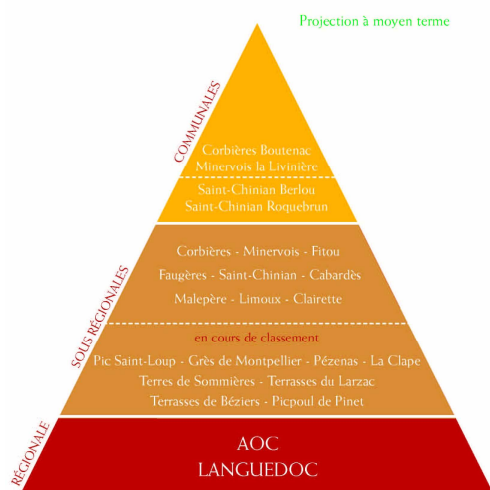 Projection à moyen terme
COMMUNALES
Corbières Boutenac
Minervois la Livinière
Saint-Chinian Berlou
Saint-Chinian Roquebrun
SOUS RÉGIONALES
Corbières - Minervois - Fitou
Faugères - Saint-Chinian - Cabardès
Malepère - Limoux - Clairette
en cours de classement
Pic Saint-Loup - Grès de Montpellier - Pézenas - La Clape
Terres de Sommières - Terrasses du Larzac
Terrasses de Béziers - Picpoul de Pinet
RÉGIONALE
AOC
LANGUEDOC